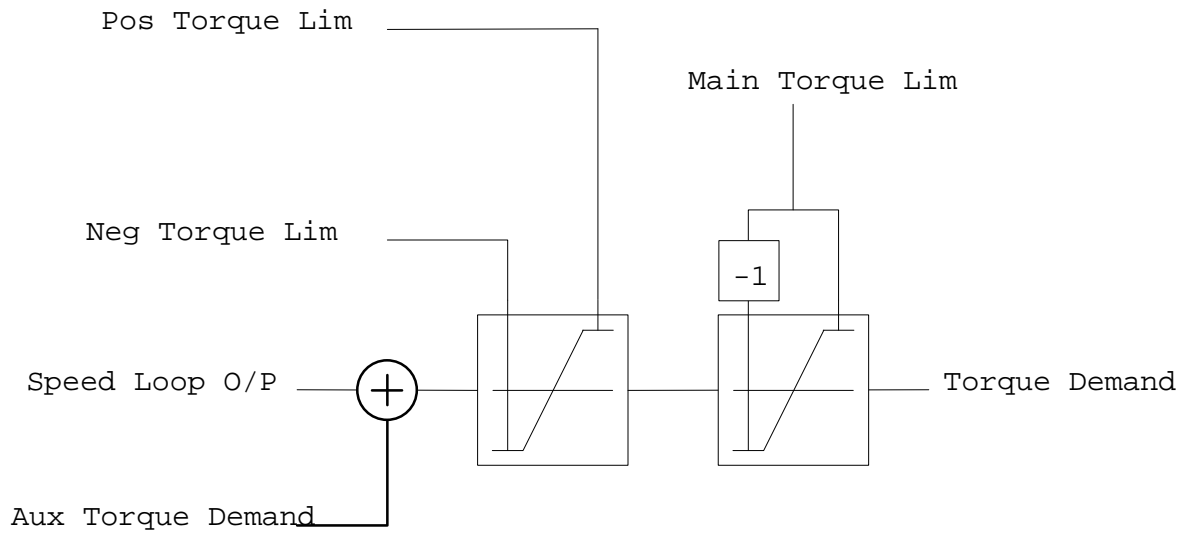 Pos Torque Lim
Main Torque Lim
Neg Torque Lim
-1
Speed Loop O/P
+
Torque Demand
Aux Torque Demand